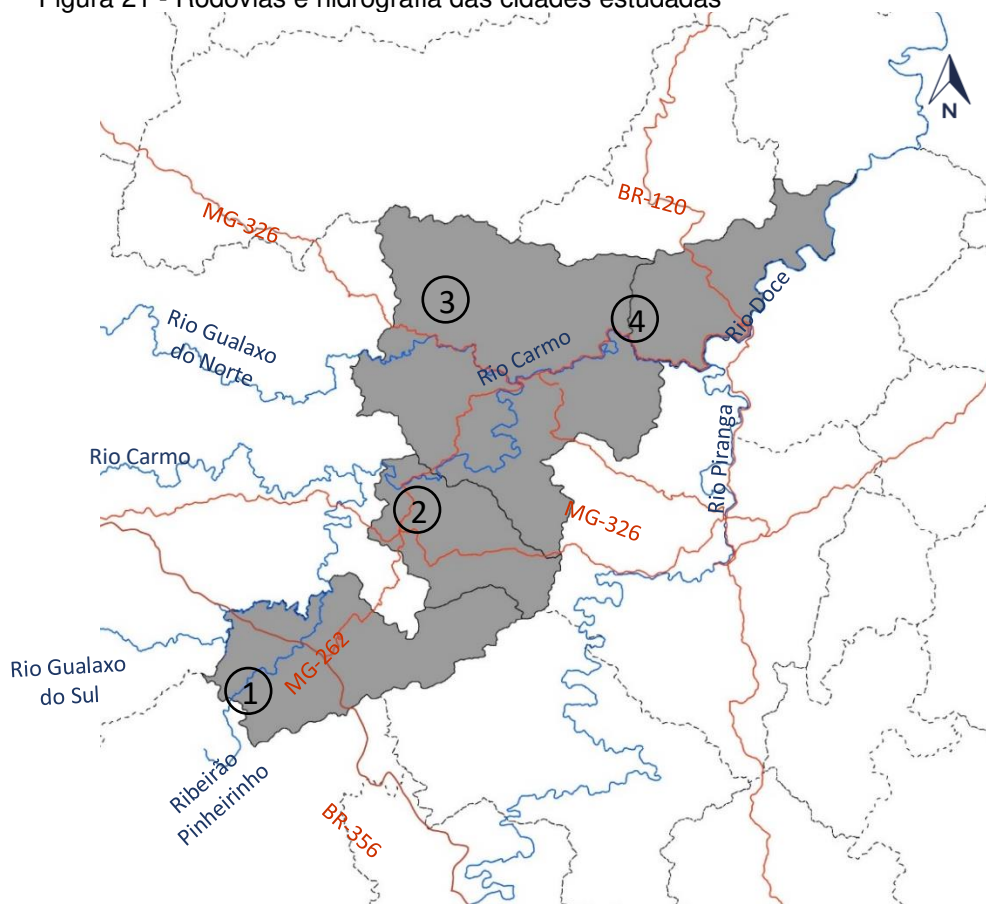 Figura 21 - Rodovias e hidrografia das cidades estudadas
N
MG-326
BR-120
3
4
Rio Doce
Rio Gualaxo
do Norte
Rio Carmo
Rio Piranga
Rio Carmo
2
MG-326
MG-262
Rio Gualaxo
do Sul
1
Ribeirão
Pinheirinho
BR-356